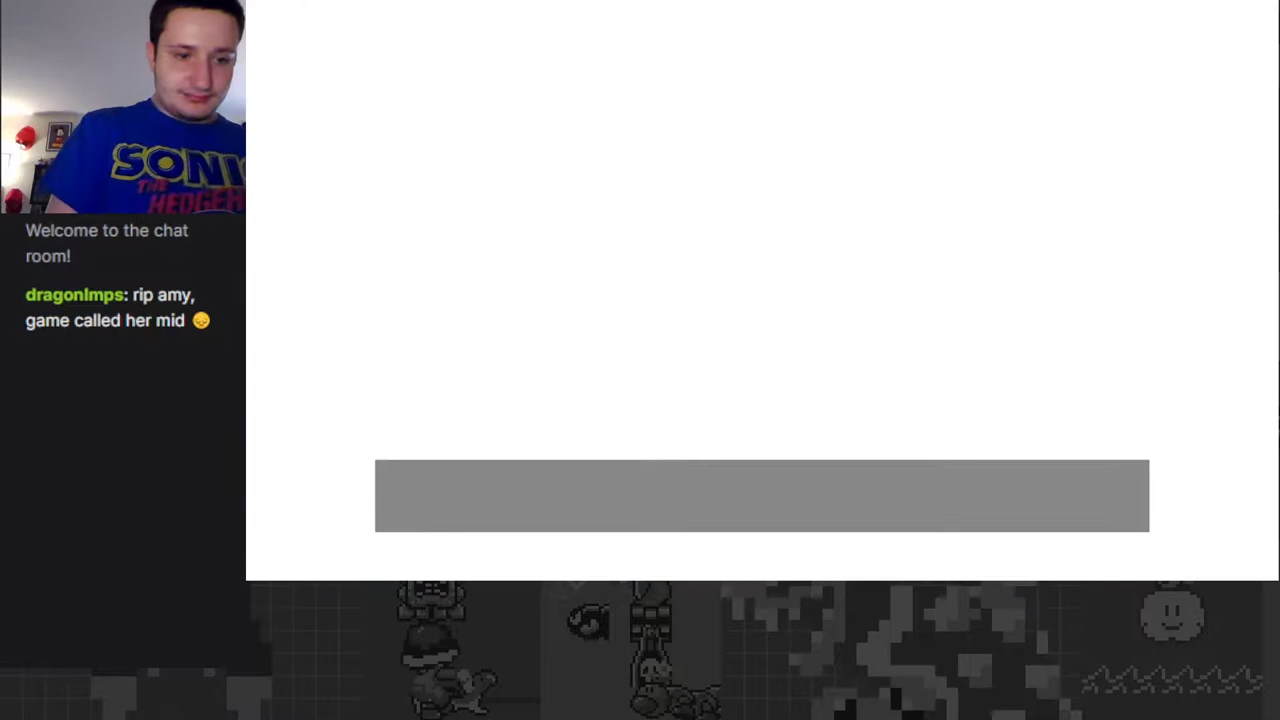 SONIC
THE
HEDGEH
Welcome to the chat
room!
dragonImps: rip amy,
game called her mid 😔